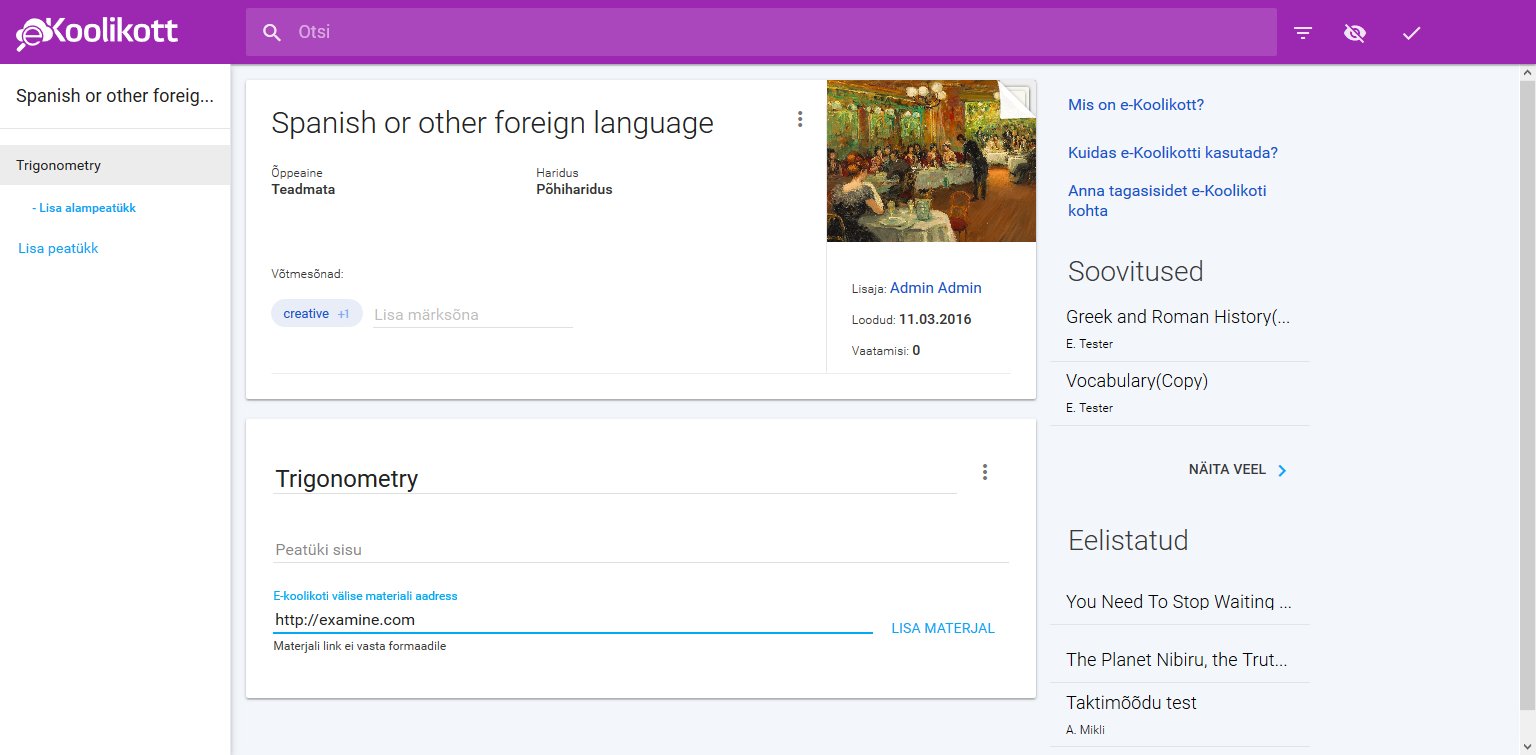 eKoolikott
Otsi
Spanish or other foreig...
Trigonometry
- Lisa alampeatükk
Lisa peatükk
Spanish or other foreign language
Õppeaine
Teadmata
Haridus
Põhiharidus
Võtmesõnad:
creative +1
Lisa märksõna
Lisaja: Admin Admin
Loodud: 11.03.2016
Vaatamisi: 0
Trigonometry
Peatüki sisu
E-koolikoti välise materiali aadress
http://examine.com
LISA MATERJAL
Materjali link ei vasta formaadile
Mis on e-Koolikott?
Kuidas e-Koolikotti kasutada?
Anna tagasisidet e-Koolikoti
kohta
Soovitused
Greek and Roman History(...
E. Tester
Vocabulary(Copy)
E. Tester
NÄITA VEEL
Eelistatud
You Need To Stop Waiting ...
The Planet Nibiru, the Trut...
Taktimõõdu test
A. Mikli